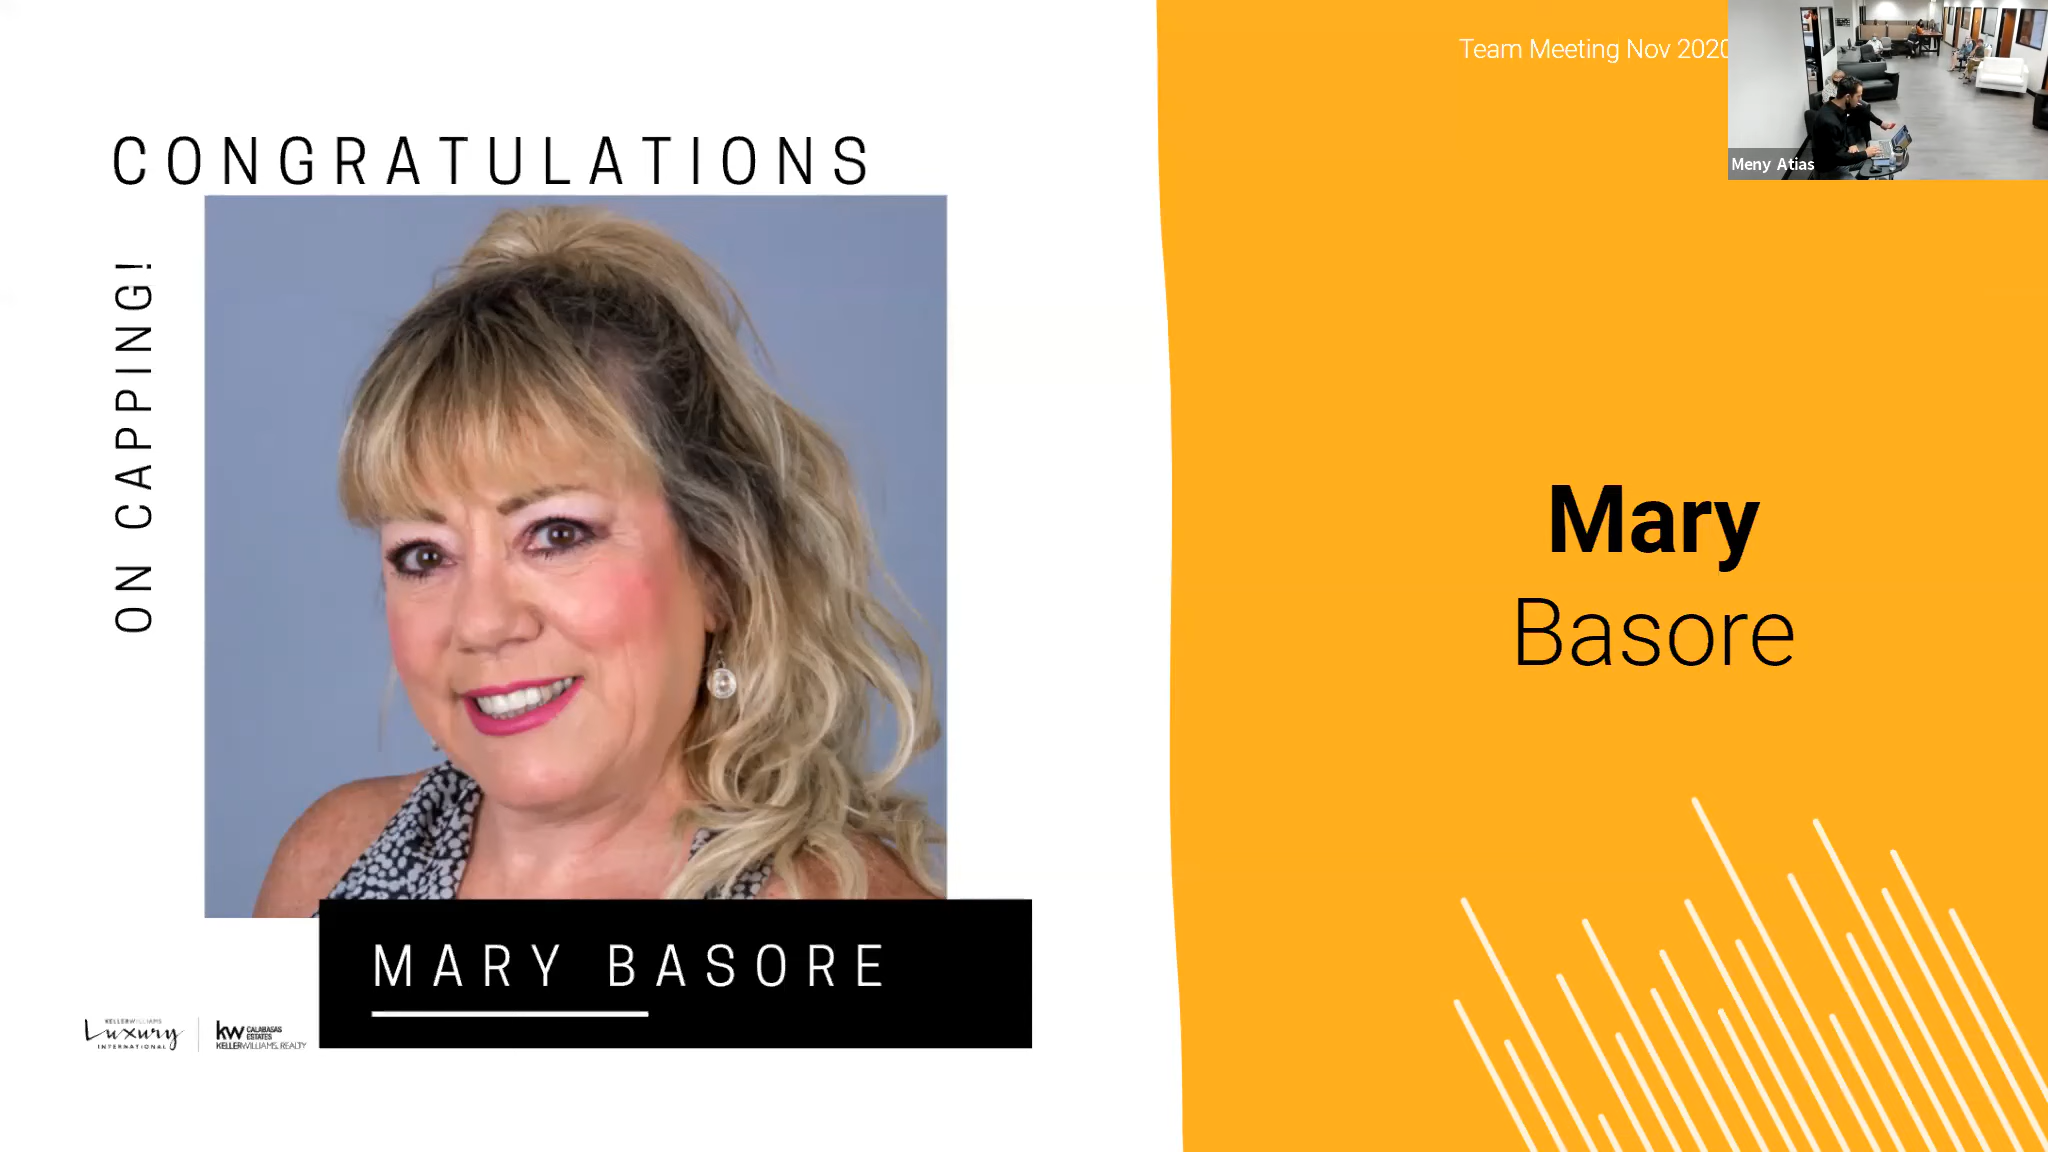 Team Meeting Nov 2020
Meny Atias
CONGRATULATIONS
ON CAPPING!
Mary
Basore
MARY BASORE
KELLERWILLIAMS
Luxury
INTERNATIONAL
kw CALABASAS
ESTATES
KELLERWILLIAMS. REALTY